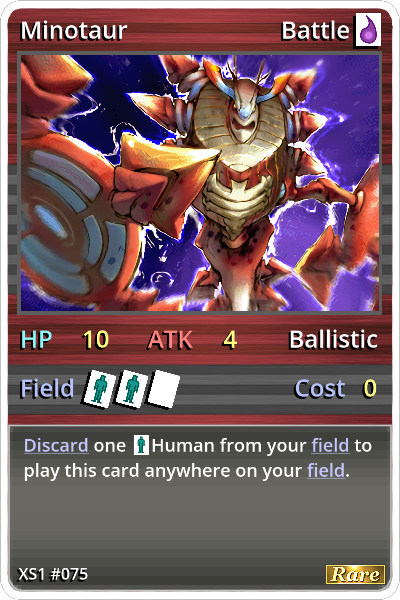 Minotaur Battle
HP 10 ATK 4 Ballistic
Field Cost 0
Discard one Human from your field to
play this card anywhere on your field.
XS1 #075 Rare